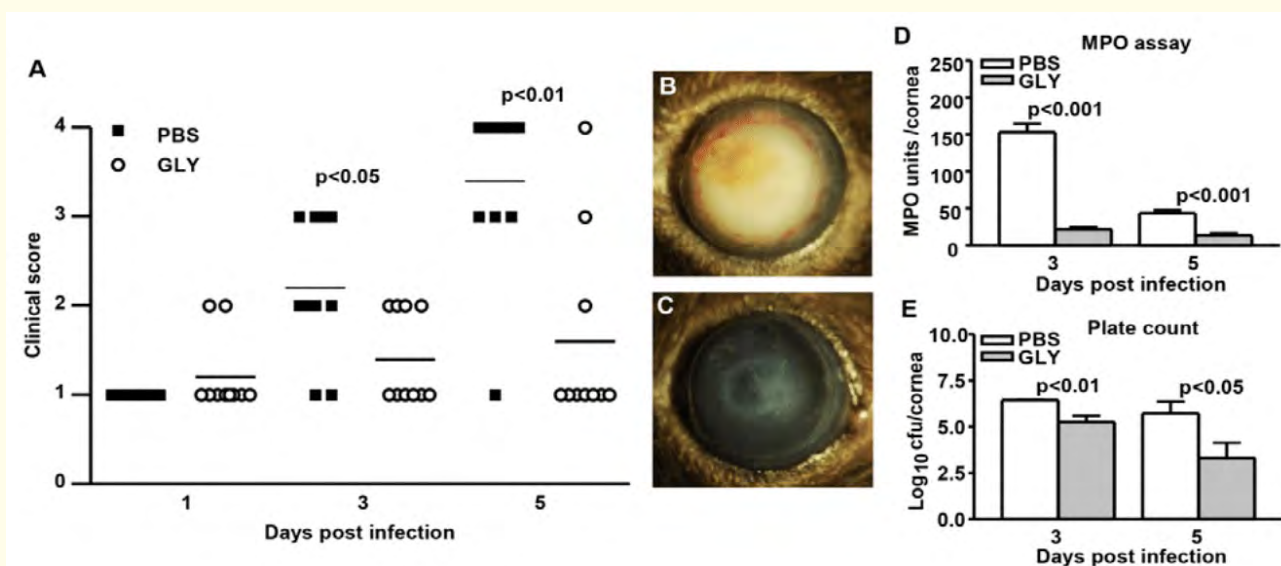 A
Clinical score
4
3
2
1
0
PBS
GLY
p<0.05
p<0.01
1 3 5
Days post infection
B
C
D
MPO assay
MPO units /cornea
250
200
150
100
50
0
PBS
GLY
p<0.001
p<0.001
3 5
Days post infection
E
Plate count
Log10 cfu/cornea
10.0
7.5
5.0
2.5
0.0
PBS
GLY
p<0.01
p<0.05
3 5
Days post infection